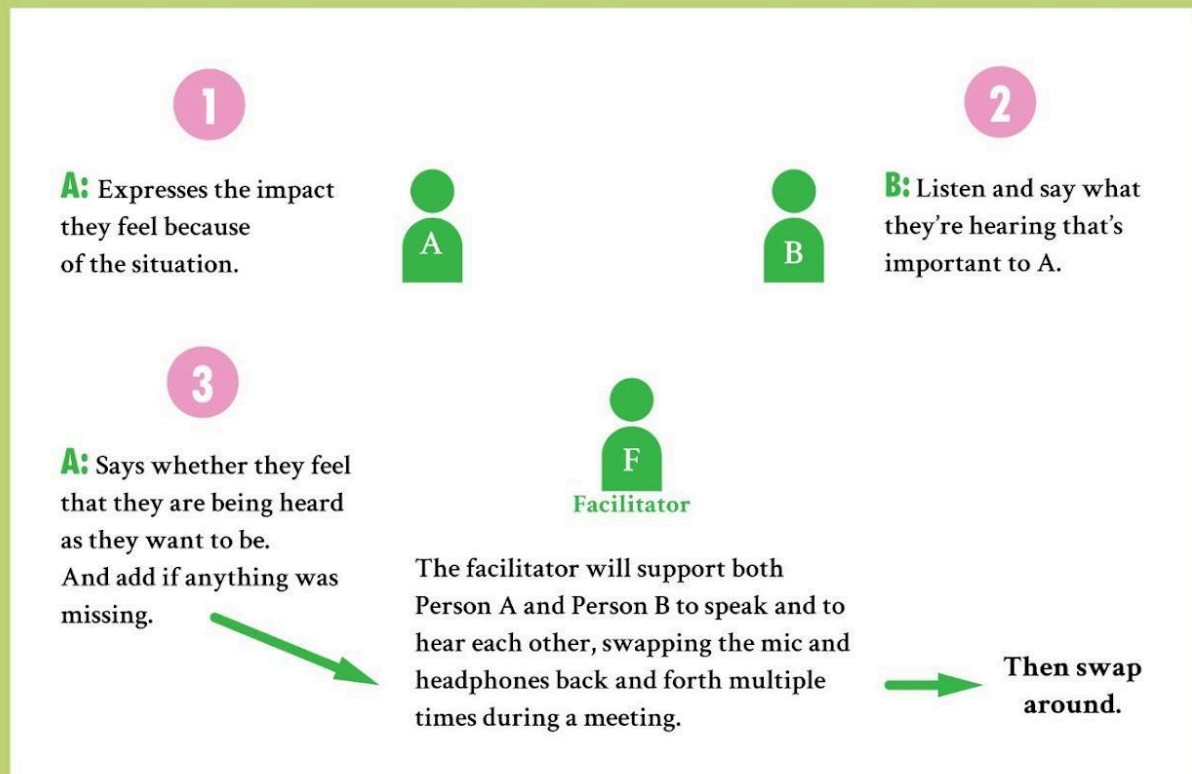 1
A: Expresses the impact
they feel because
of the situation.
A
B
2
B: Listen and say what
they’re hearing that’s
important to A.
3
A: Says whether they feel
that they are being heard
as they want to be.
And add if anything was
missing.
F
Facilitator
The facilitator will support both
Person A and Person B to speak and to
hear each other, swapping the mic and
headphones back and forth multiple
times during a meeting.
Then swap
around.